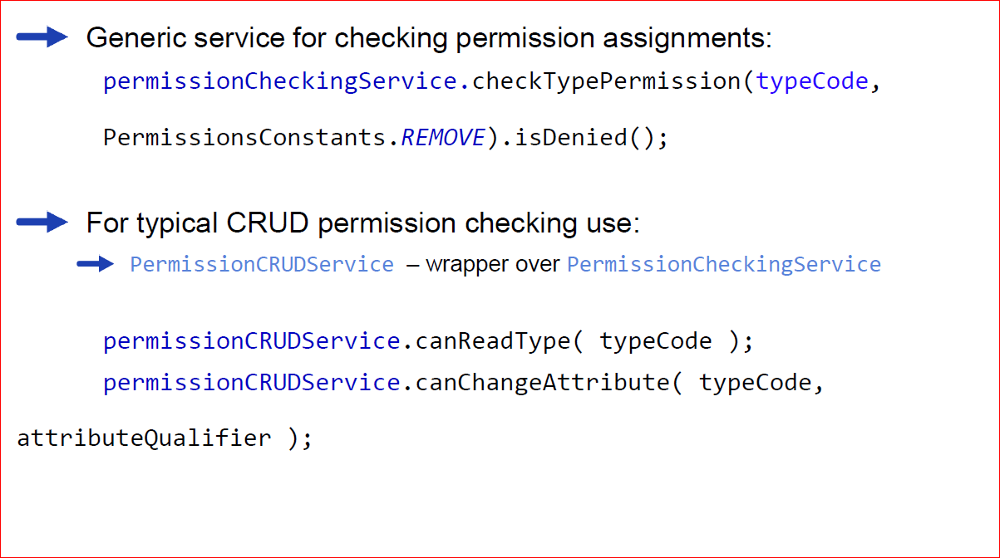 Generic service for checking permission assignments:
permissionCheckingService.checkTypePermission(typeCode,
PermissionsConstants.REMOVE).isDenied();
For typical CRUD permission checking use:
PermissionCRUDService – wrapper over PermissionCheckingService
permissionCRUDService.canReadType( typeCode );
permissionCRUDService.canChangeAttribute( typeCode,
attributeQualifier );